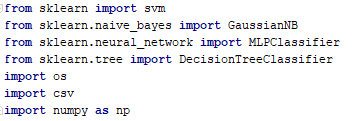 from sklearn import svm
from sklearn.naive_bayes import GaussianNB
from sklearn.neural_network import MLPClassifier
from sklearn.tree import DecisionTreeClassifier
import os
import csv
import numpy as np